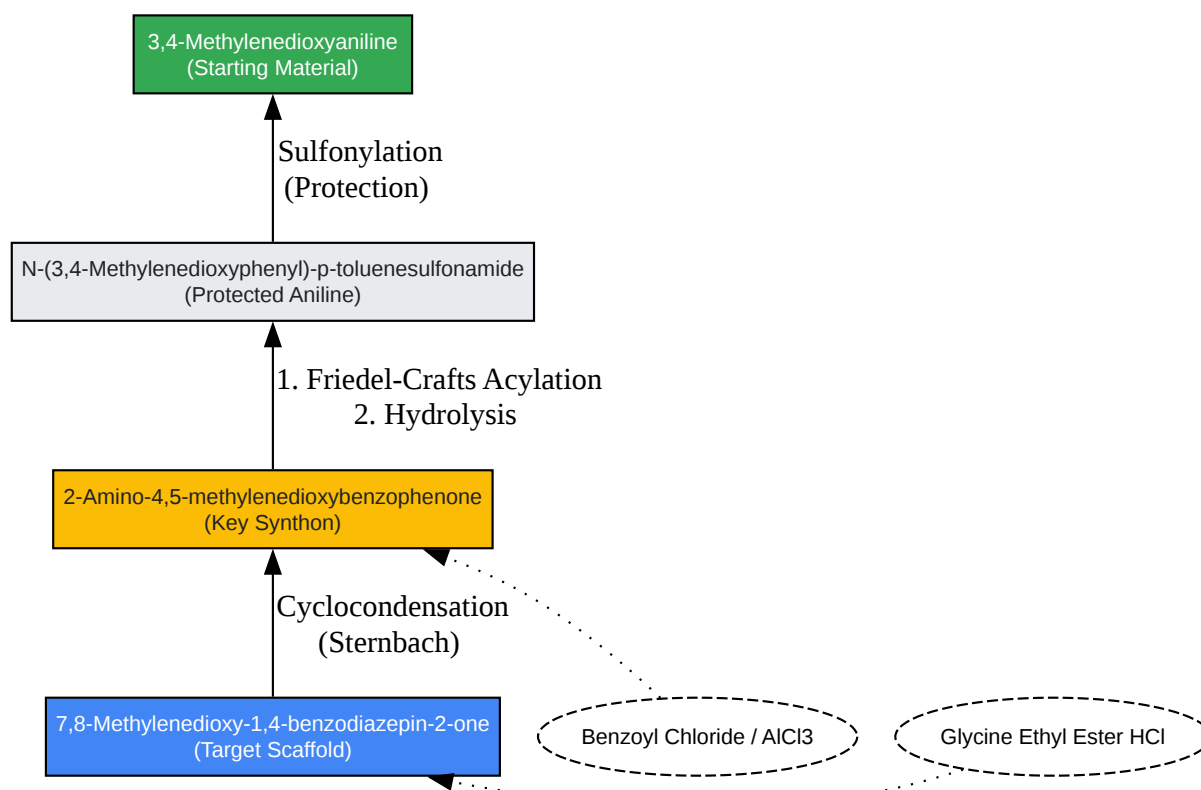 3,4-Methylenedioxyaniline
(Starting Material)
Sulfonylation
(Protection)
N-(3,4-Methylenedioxyphenyl)-p-toluenesulfonamide
(Protected Aniline)
1. Friedel-Crafts Acylation
2. Hydrolysis
2-Amino-4,5-methylenedioxybenzophenone
(Key Synthon)
Cyclocondensation
(Sternbach)
7,8-Methylenedioxy-1,4-benzodiazepin-2-one
(Target Scaffold)
Benzoyl Chloride / AlCl3
Glycine Ethyl Ester HCl